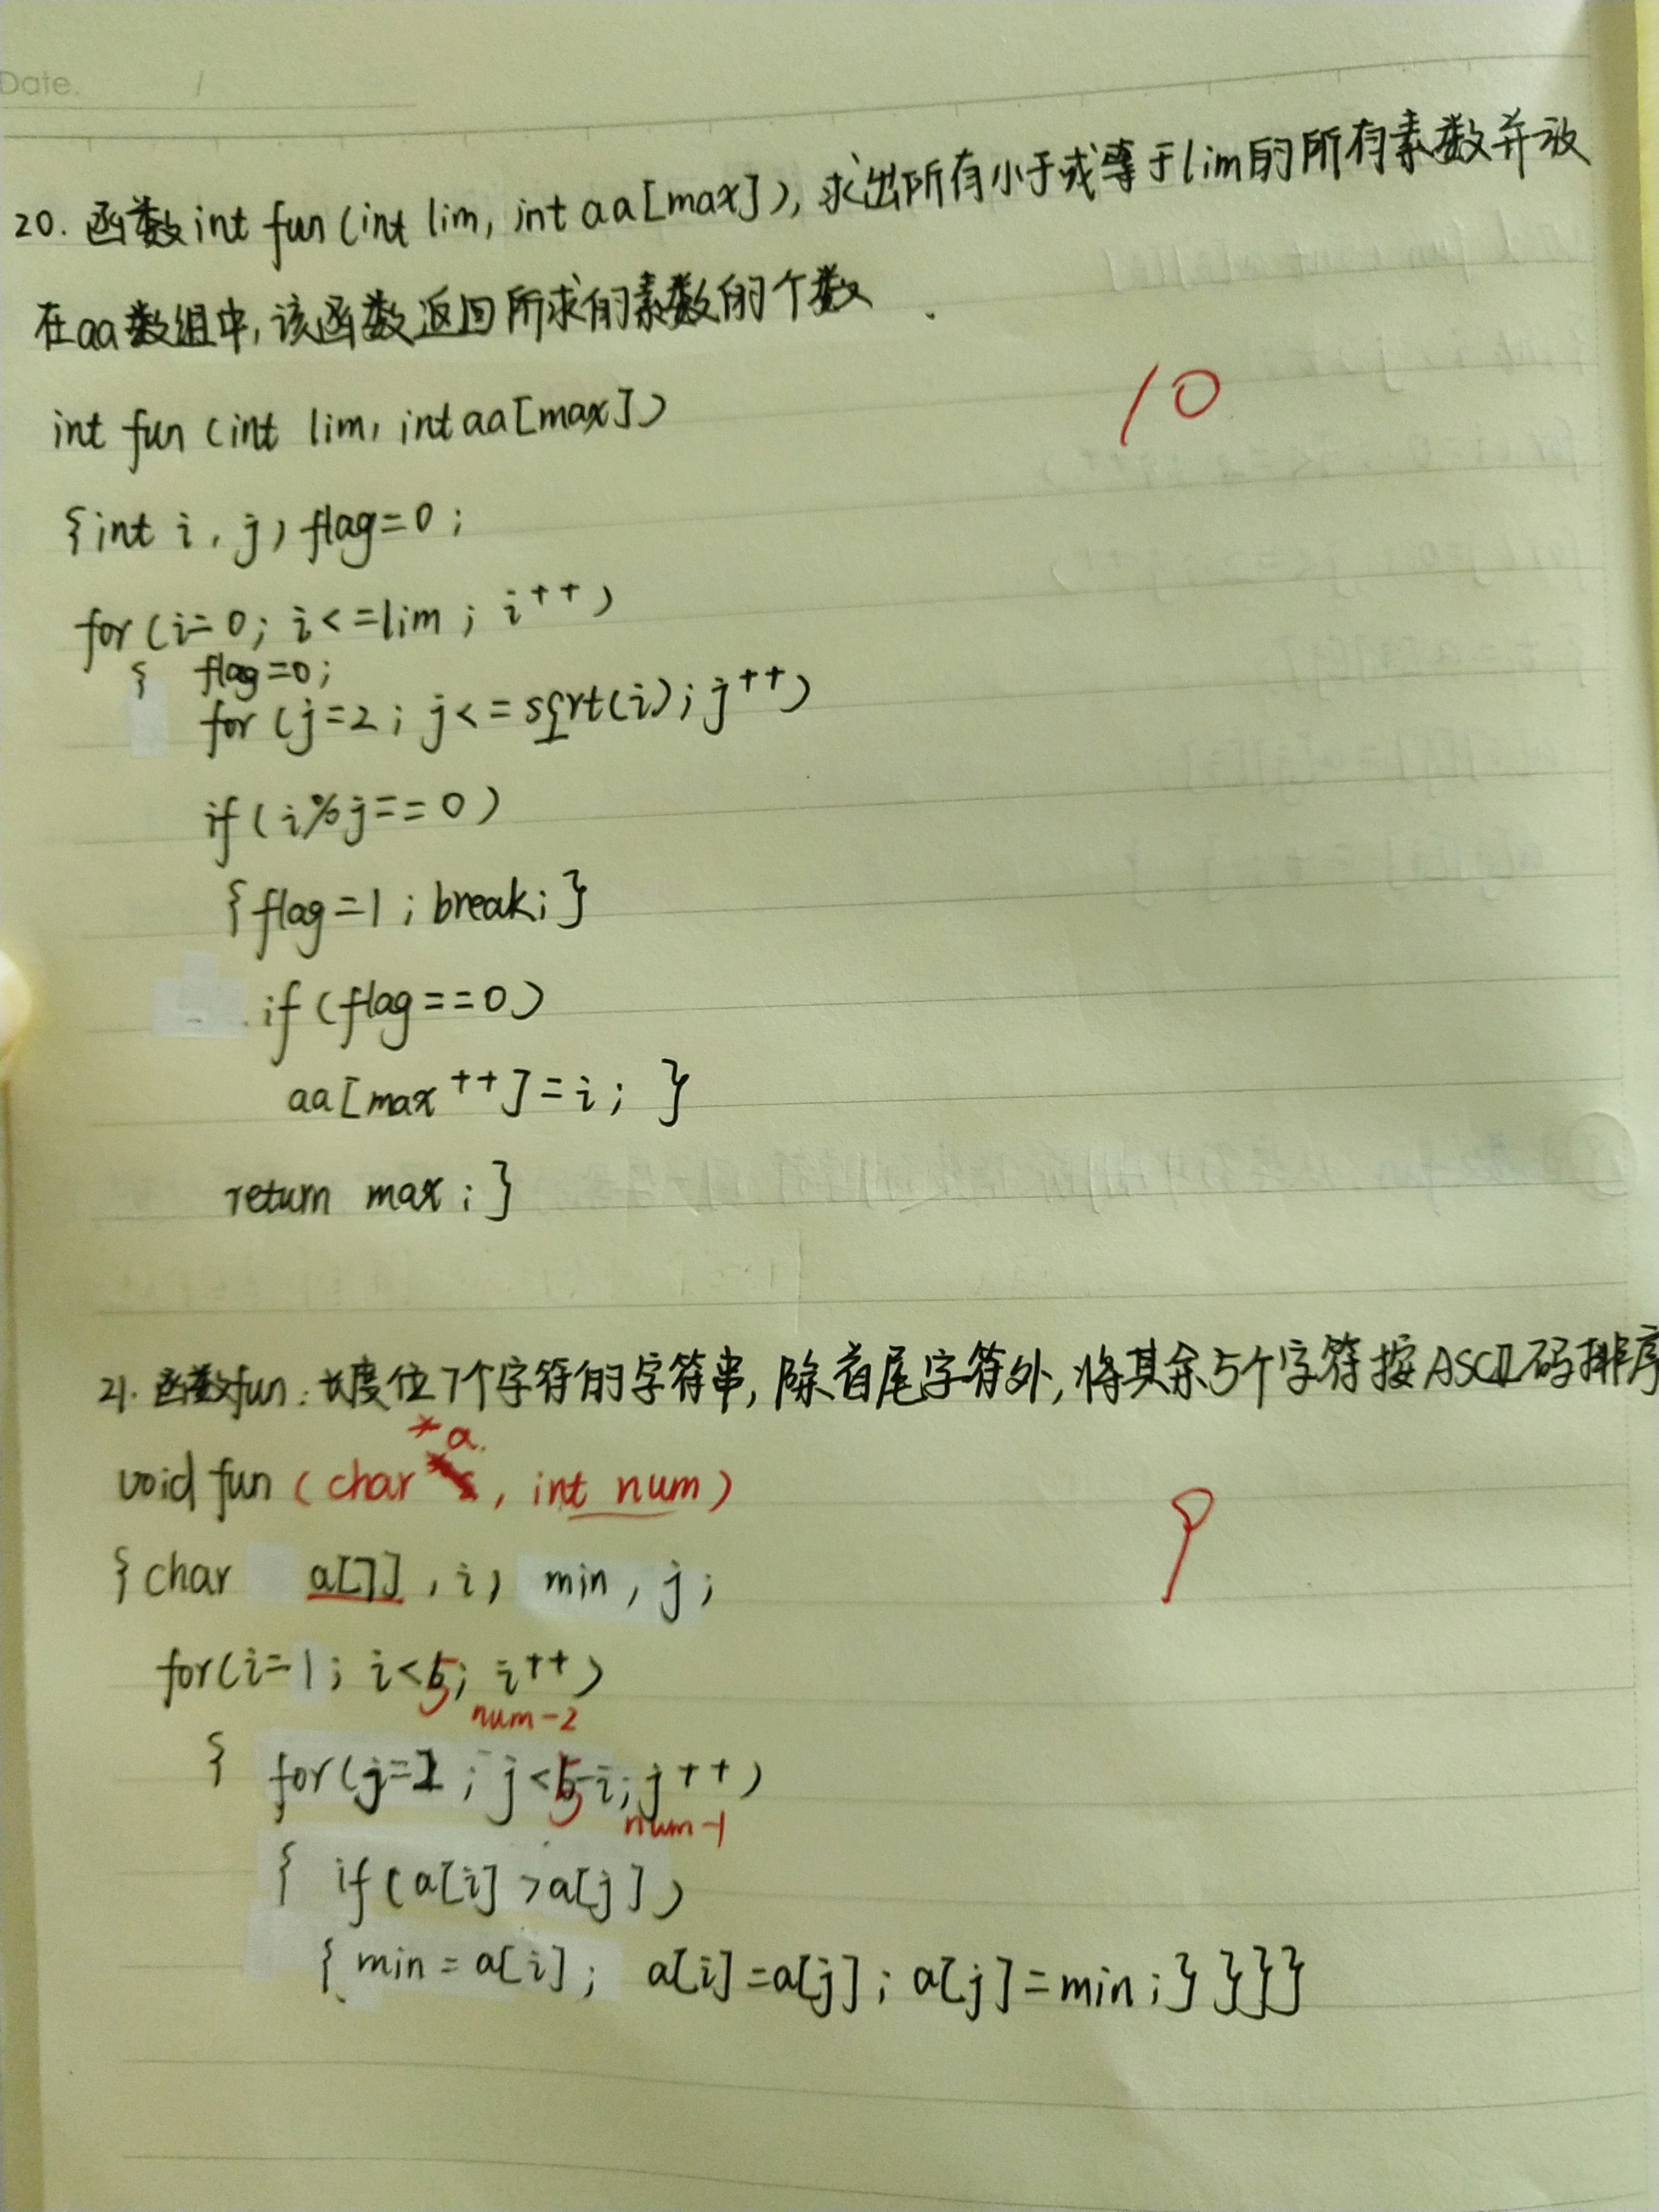 Date. /
20. 函数int fun(int lim, int aa[max]), 求出所有小于或等于lim的所有素数并放
在aa数组中, 该函数返回所求的素数的个数
10
int fun (int lim, int aa[max])
{int i, j, flag=0;
for(i=0; i<=lim; i++)
{ flag=0;
for(j=2; j<=sqrt(i); j++)
if(i%j==0)
{flag=1; break;}
if(flag==0)
aa[max++]=i; }
return max; }
21. 函数fun: 长度位7个字符的字符串, 除首尾字符外, 将其余5个字符按ASCII码排序
*a
void fun (char , int num)
9
{char a[7], i, min, j;
for(i=1; i<5; i++)
num-2
{ for(j=1; j<5-i; j++)
num-1
{ if(a[i]>a[j])
{min=a[i]; a[i]=a[j]; a[j]=min;}}}}